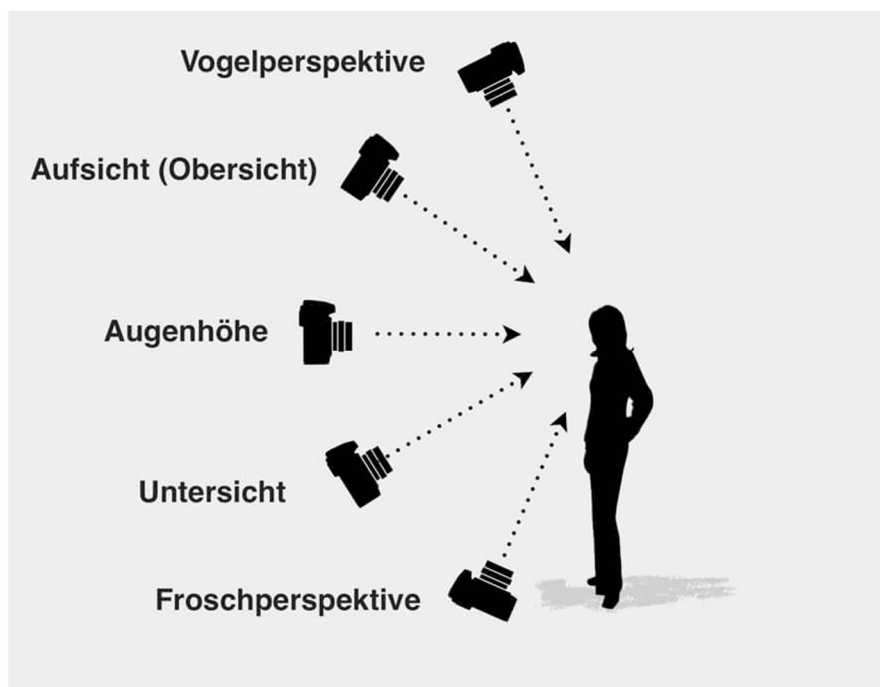 Vogelperspektive
Aufsicht (Obersicht)
Augenhöhe
Untersicht
Froschperspektive